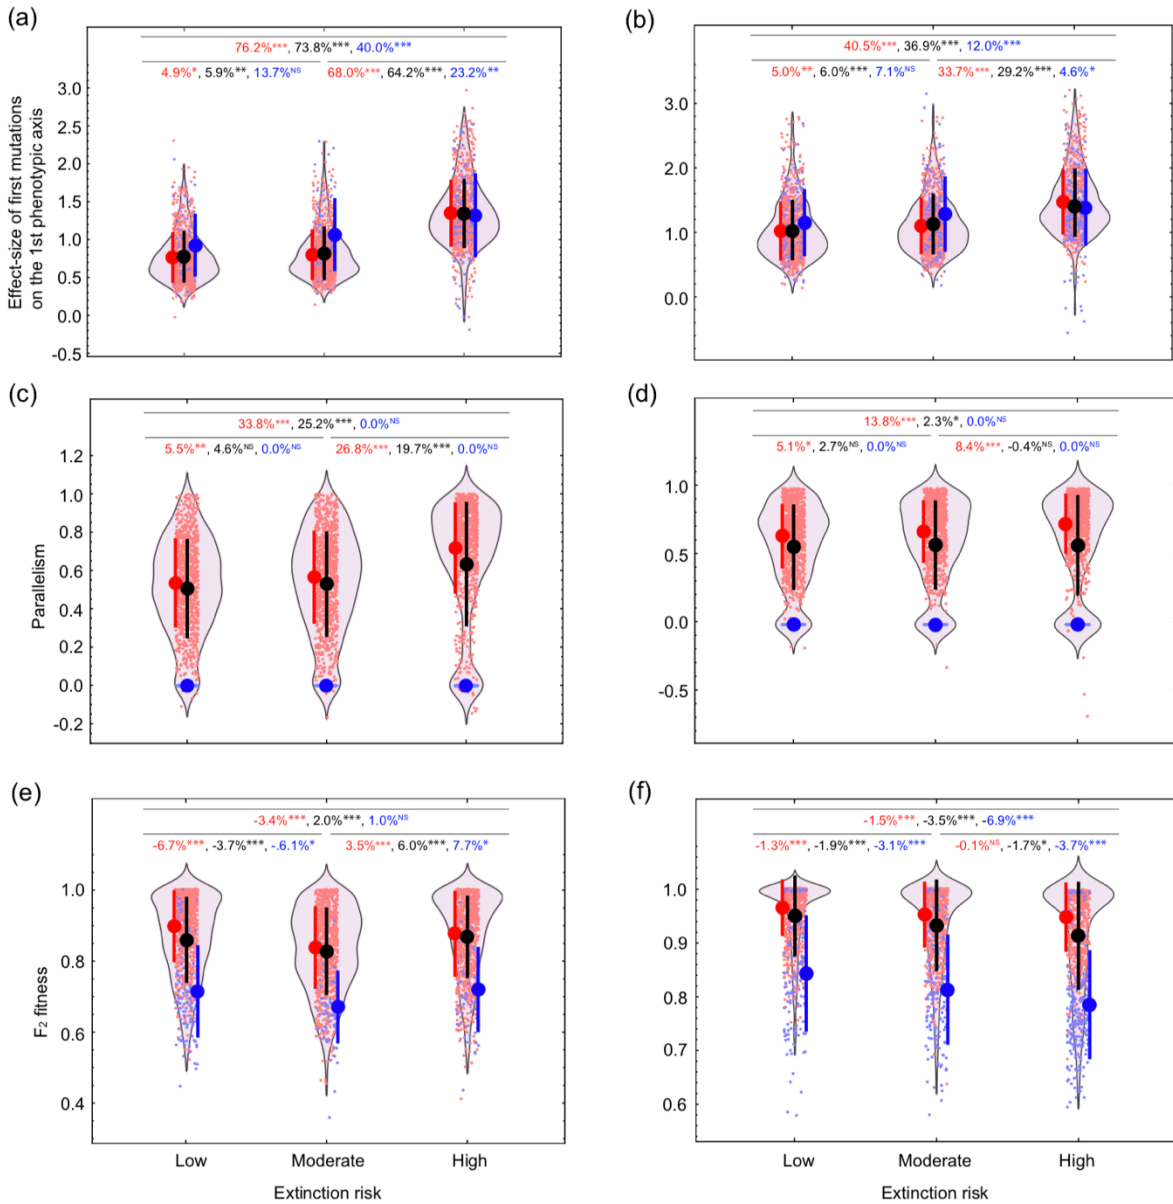 (a)
76.2%***, 73.8%***, 40.0%***
4.9%*, 5.9%**, 13.7%NS 68.0%***, 64.2%***, 23.2%**
3.0
2.5
2.0
1.5
1.0
0.5
0.0
-0.5
Effect-size of first mutations
on the 1st phenotypic axis
(b)
40.5%***, 36.9%***, 12.0%***
5.0%**, 6.0%***, 7.1%NS 33.7%***, 29.2%***, 4.6%*
3.0
2.0
1.0
0.0
(c)
33.8%***, 25.2%***, 0.0%NS
5.5%**, 4.6%NS, 0.0%NS 26.8%***, 19.7%***, 0.0%NS
1.2
1.0
0.8
0.6
0.4
0.2
0.0
-0.2
Parallelism
(d)
13.8%***, 2.3%*, 0.0%NS
5.1%*, 2.7%NS, 0.0%NS 8.4%***, -0.4%NS, 0.0%NS
1.0
0.5
0.0
-0.5
(e)
-3.4%***, 2.0%***, 1.0%NS
-6.7%***, -3.7%***, -.6.1%* 3.5%***, 6.0%***, 7.7%*
1.0
0.8
0.6
0.4
F2 fitness
Low Moderate High
Extinction risk
(f)
-1.5%***, -3.5%***, -6.9%***
-1.3%***, -1.9%***, -3.1%*** -0.1%NS, -1.7%*, -3.7%***
1.0
0.9
0.8
0.7
0.6
Low Moderate High
Extinction risk